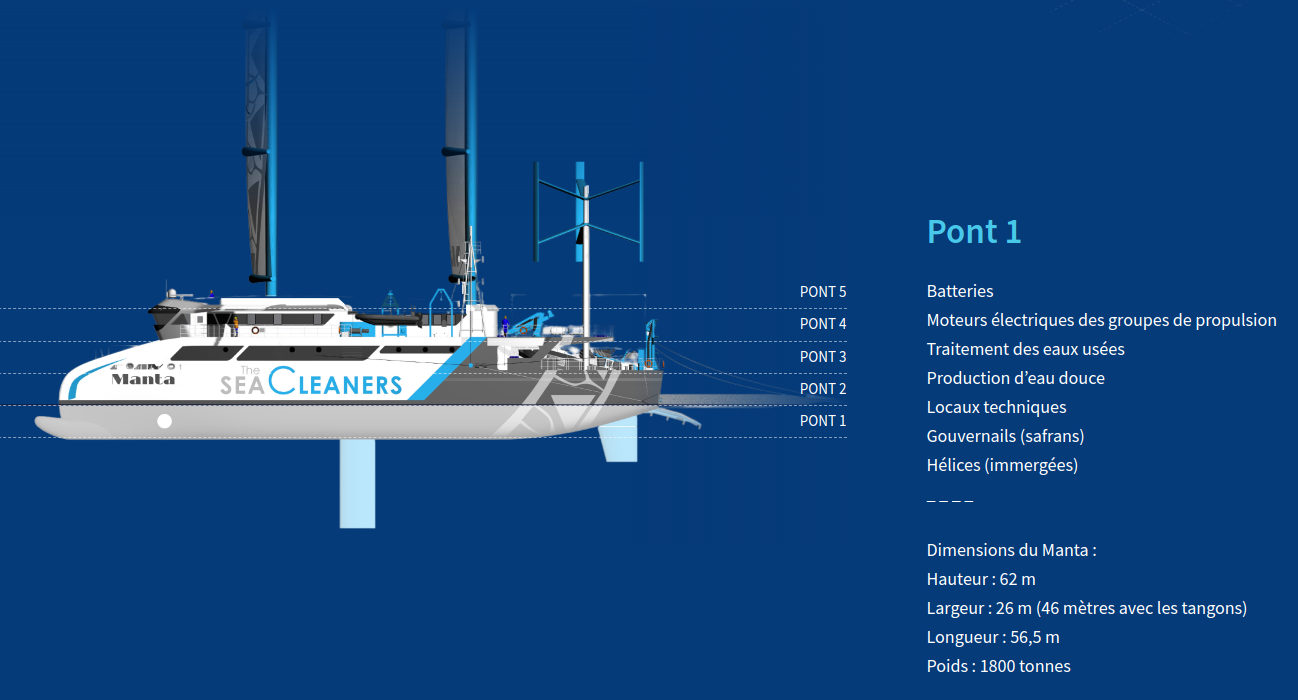 PONT 5
PONT 4
PONT 3
PONT 2
PONT 1
Manta
The
SEACLEANERS
Pont 1
Batteries
Moteurs électriques des groupes de propulsion
Traitement des eaux usées
Production d’eau douce
Locaux techniques
Gouvernails (safrans)
Hélices (immergées)
_ _ _ _
Dimensions du Manta :
Hauteur : 62 m
Largeur : 26 m (46 mètres avec les tangons)
Longueur : 56,5 m
Poids : 1800 tonnes